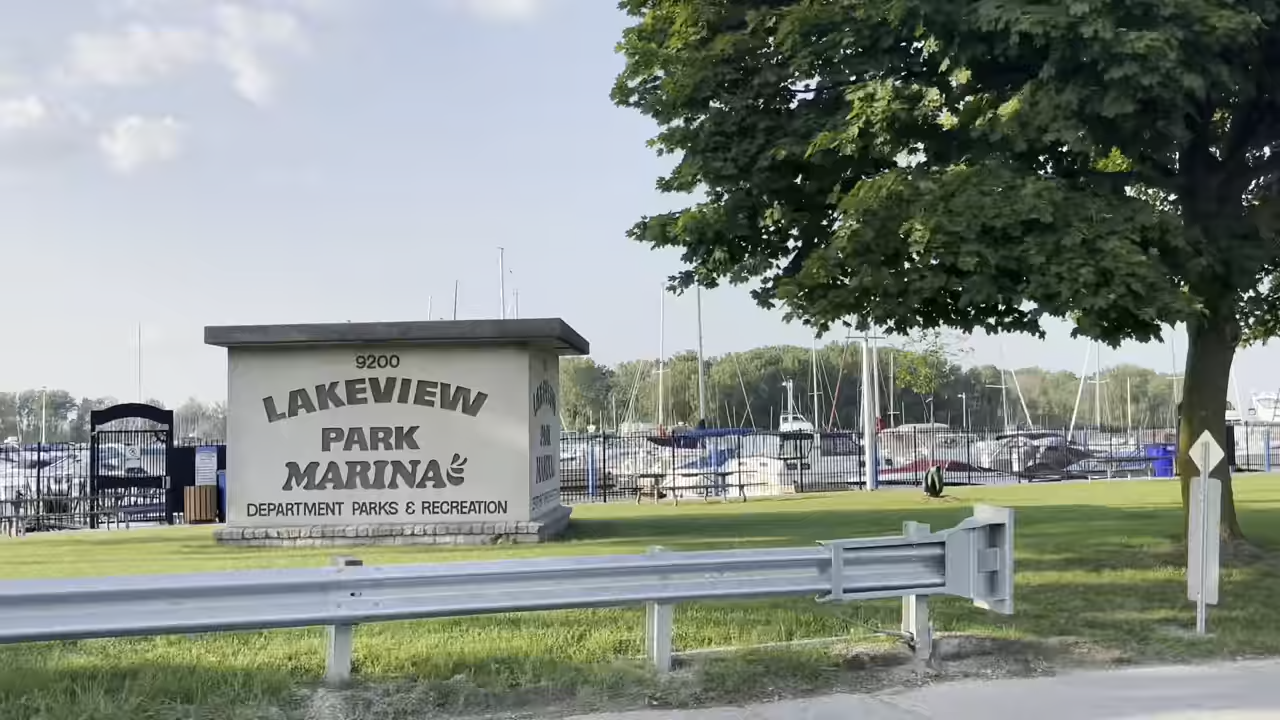 9200
LAKEVIEW
PARK
MARINA
DEPARTMENT PARKS & RECREATION